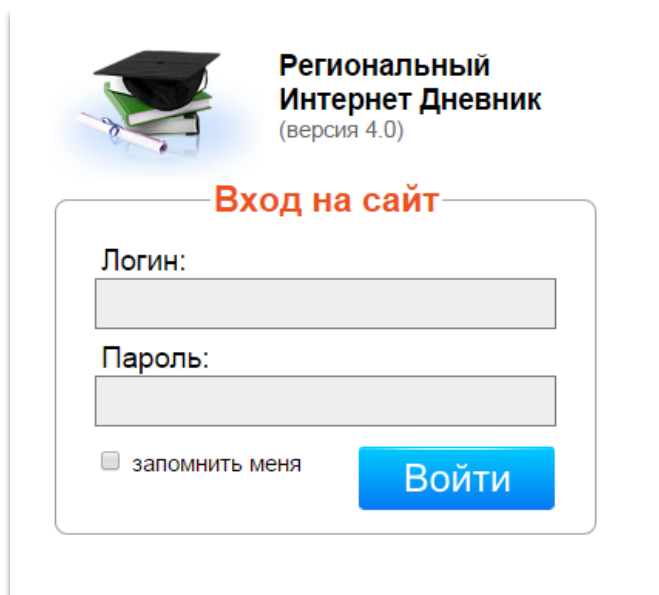 Региональный
Интернет Дневник
(версия 4.0)
Вход на сайт
Логин:
Пароль:
запомнить меня
Войти